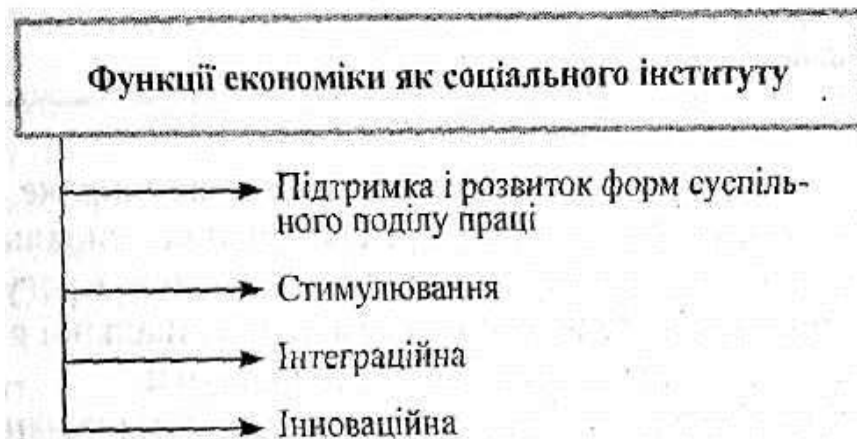 Функції економіки як соціального інституту
Підтримка і розвиток форм суспіль-
ного поділу праці
Стимулювання
Інтеграційна
Інноваційна